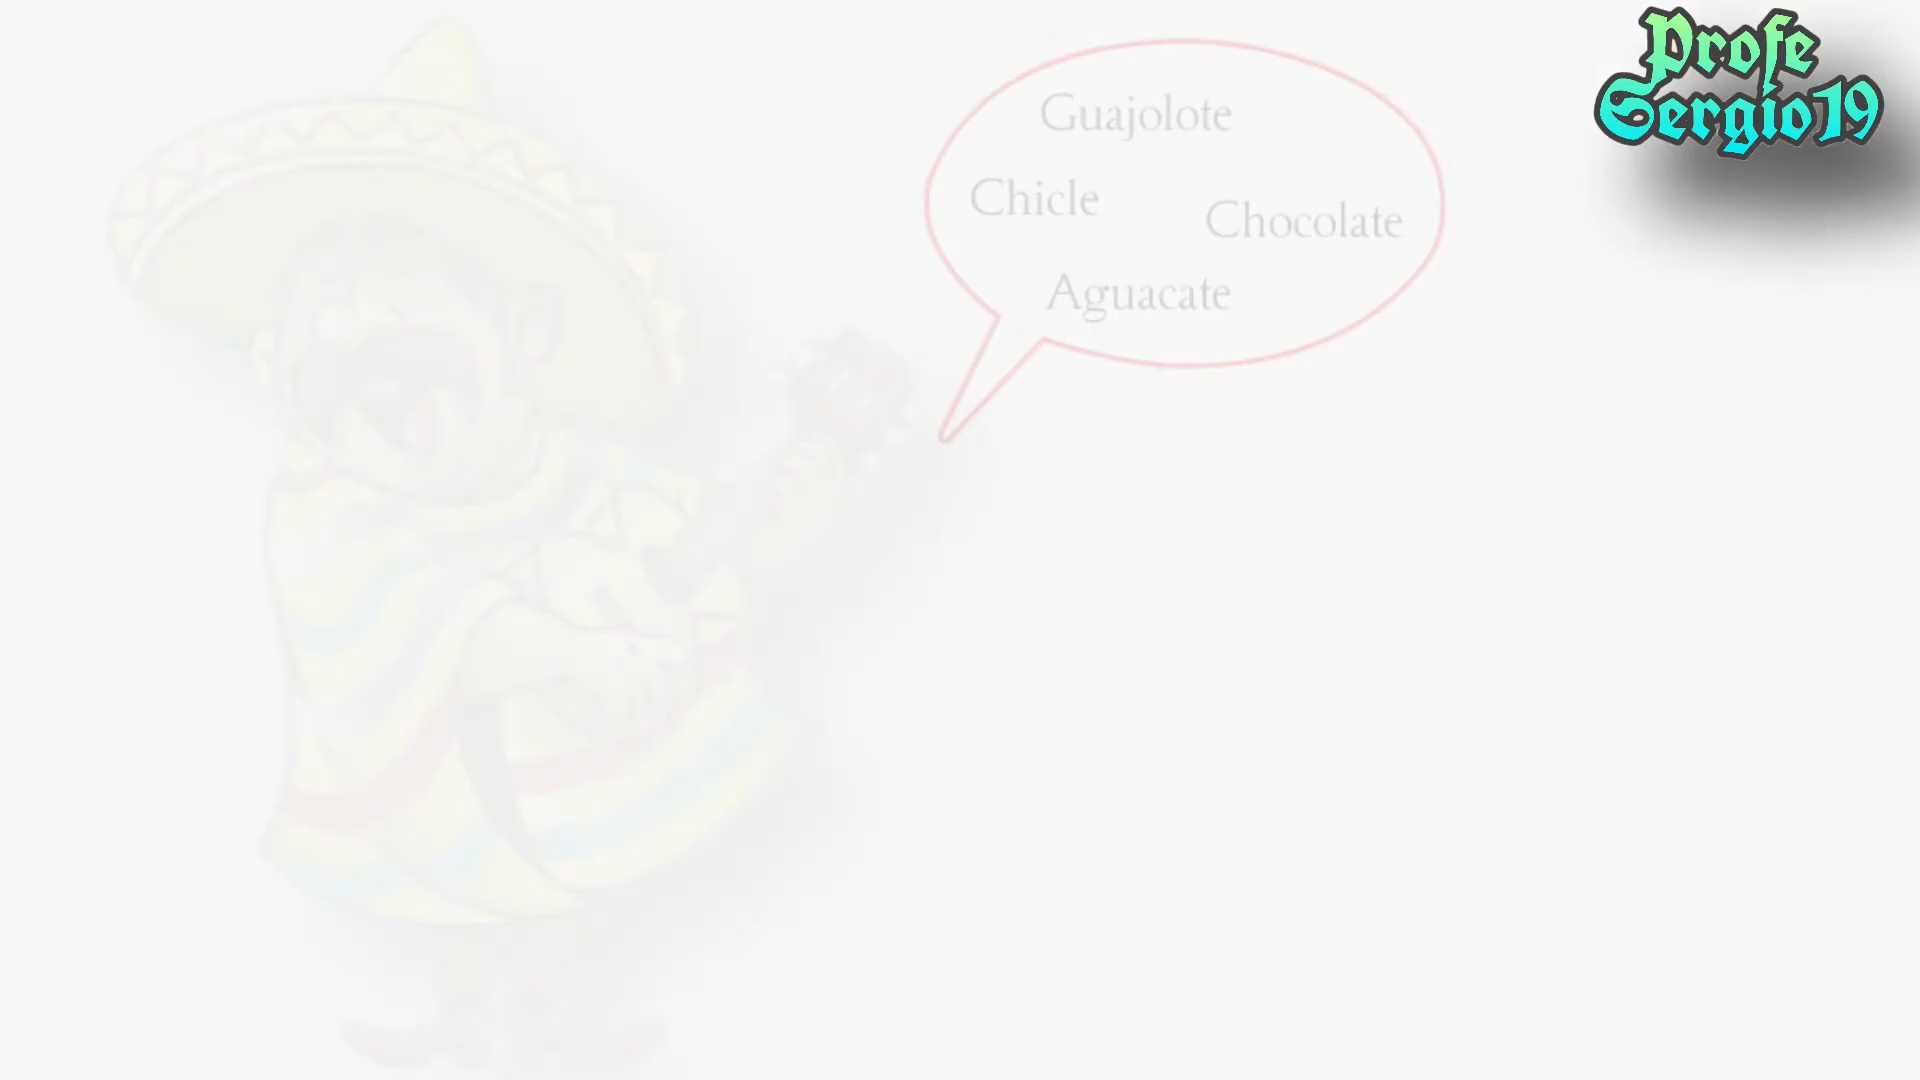 Profe
Sergio19
Guajolote
Chicle
Chocolate
Aguacate